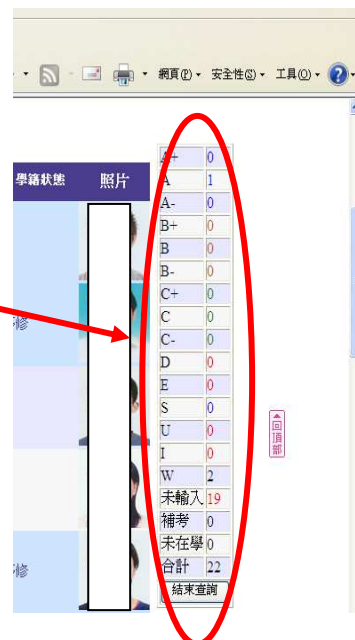 網頁(P) 安全性(S) 工具(O)
學籍狀態 照片
A+ 0
A 1
A- 0
B+ 0
B 0
B- 0
C+ 0
C 0
C- 0
D 0
E 0
S 0
U 0
I 0
W 2
未輸入 19
補考 0
未在學 0
合計 22
結束查詢
修
修
回頂部